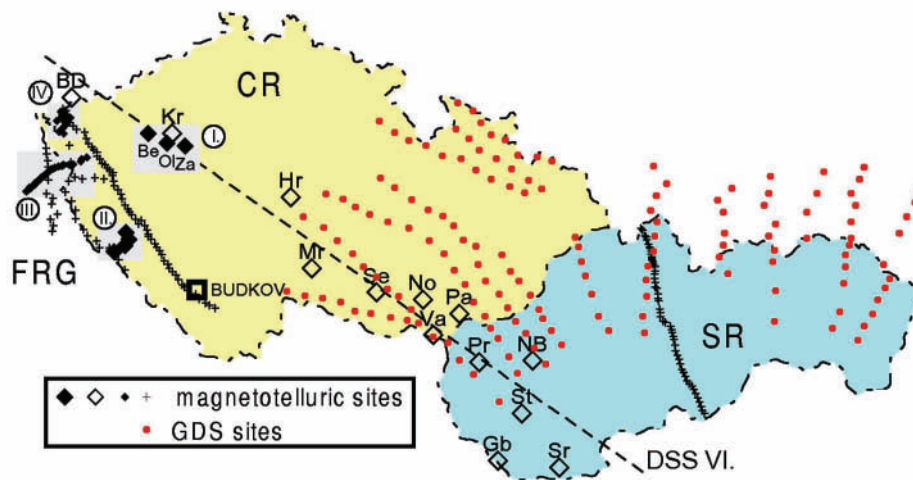 CR
IV
BD
Kr
I.
Be
Ol
Za
Hr
III
II
Mr
FRG
BUDKOV
Se
No
Pa
Va
Pr
NB
SR
St
Gb
Sr
DSS VI.
magnetotelluric sites
GDS sites